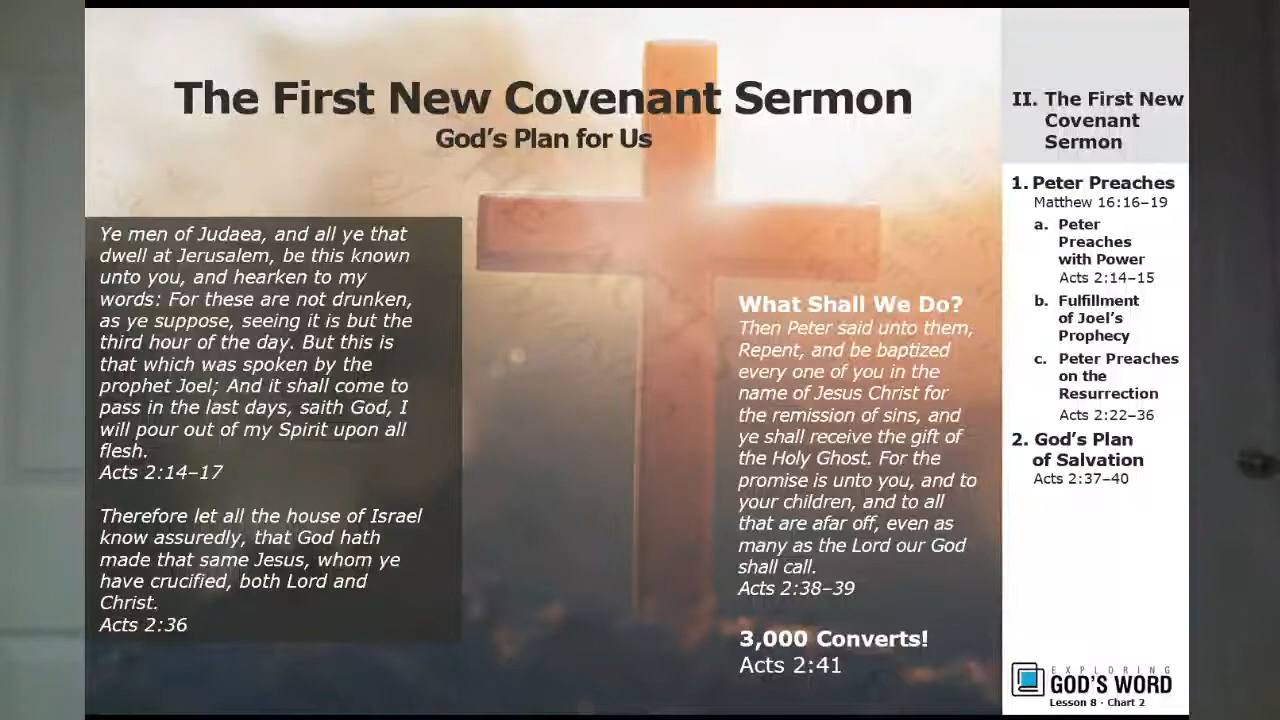 The First New Covenant Sermon
God's Plan for Us
Ye men of Judaea, and all ye that
dwell at Jerusalem, be this known
unto you, and hearken to my
words: For these are not drunken,
as ye suppose, seeing it is but the
third hour of the day. But this is
that which was spoken by the
prophet Joel; And it shall come to
pass in the last days, saith God, I
will pour out of my Spirit upon all
flesh.
Acts 2:14–17
Therefore let all the house of Israel
know assuredly, that God hath
made that same Jesus, whom ye
have crucified, both Lord and
Christ.
Acts 2:36
What Shall We Do?
Then Peter said unto them,
Repent, and be baptized
every one of you in the
name of Jesus Christ for
the remission of sins, and
ye shall receive the gift of
the Holy Ghost. For the
promise is unto you, and to
your children, and to all
that are afar off, even as
many as the Lord our God
shall call.
Acts 2:38–39
3,000 Converts!
Acts 2:41
II. The First New
Covenant
Sermon
1. Peter Preaches
Matthew 16:16–19
a. Peter
Preaches
with Power
Acts 2:14–15
b. Fulfillment
of Joel's
Prophecy
c. Peter Preaches
on the
Resurrection
Acts 2:22–36
2. God's Plan
of Salvation
Acts 2:37–40
EXPLORING
GOD'S WORD
Lesson 8 · Chart 2